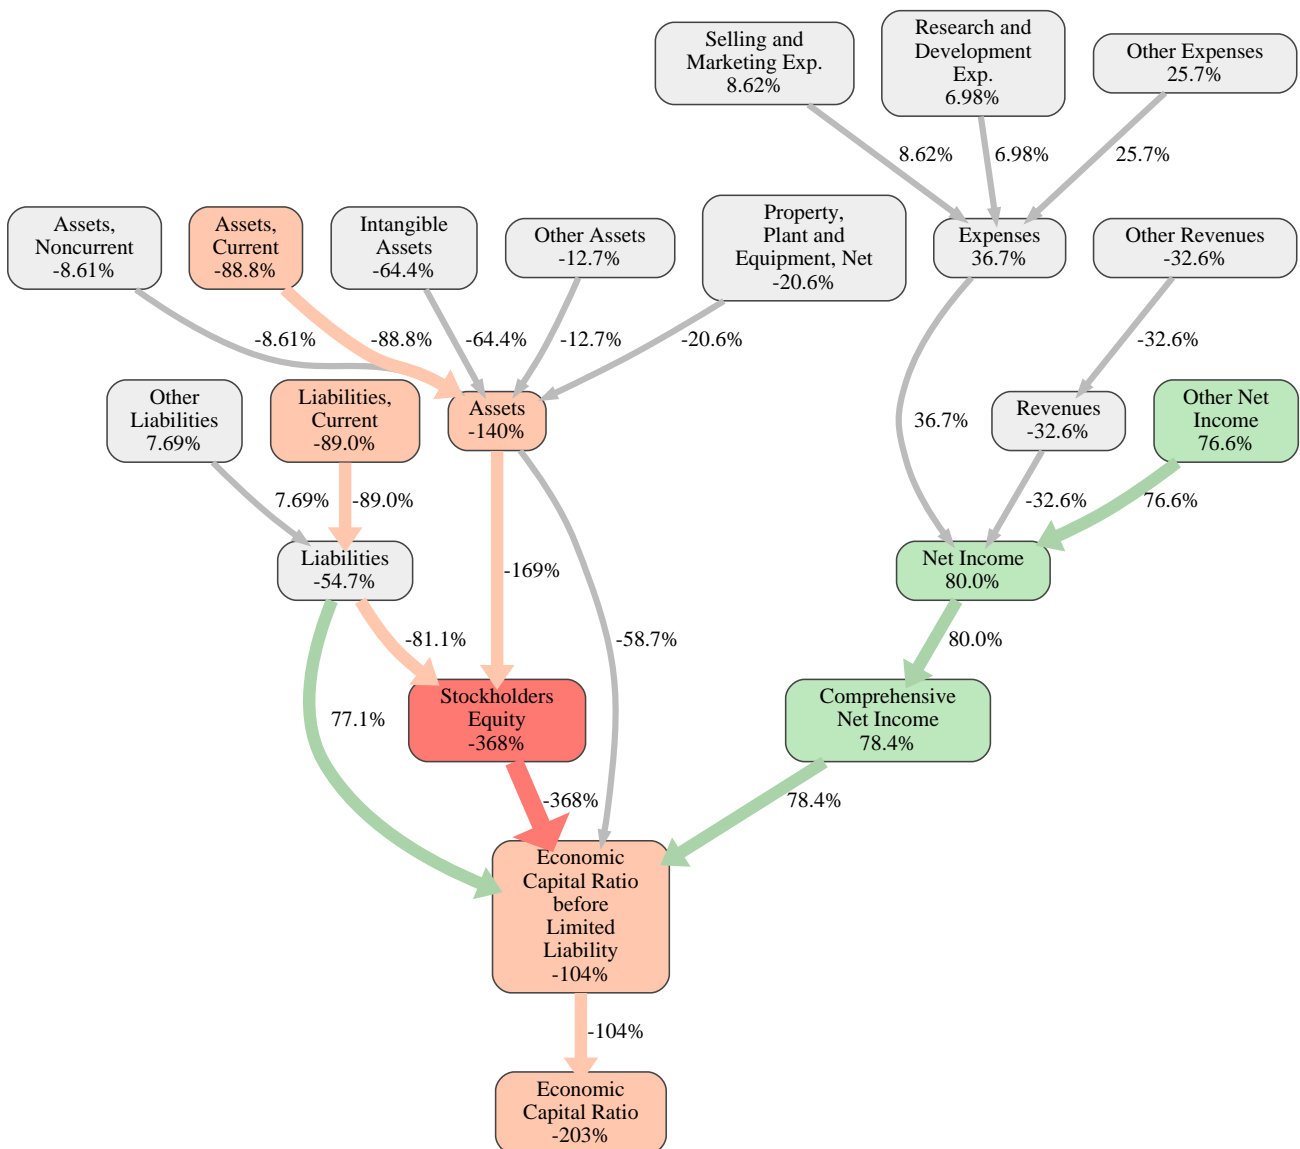 Selling and
Marketing Exp.
8.62%
Research and
Development
Exp.
6.98%
Other Expenses
25.7%
8.62%
6.98%
25.7%
Assets,
Noncurrent
-8.61%
Assets,
Current
-88.8%
Intangible
Assets
-64.4%
Other Assets
-12.7%
Property,
Plant and
Equipment, Net
-20.6%
Expenses
36.7%
Other Revenues
-32.6%
-8.61%
-88.8%
-64.4%
-12.7%
-20.6%
-32.6%
Other
Liabilities
7.69%
Liabilities,
Current
-89.0%
Assets
-140%
36.7%
Revenues
-32.6%
Other Net
Income
76.6%
7.69%
-89.0%
-32.6%
76.6%
Liabilities
-54.7%
-169%
Net Income
80.0%
-81.1%
-58.7%
80.0%
77.1%
Stockholders
Equity
-368%
Comprehensive
Net Income
78.4%
-368%
78.4%
Economic
Capital Ratio
before
Limited
Liability
-104%
-104%
Economic
Capital Ratio
-203%